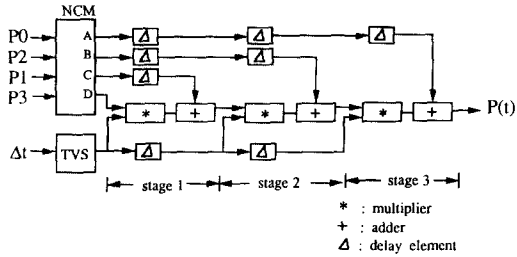 NCM
P0 A Δ Δ Δ
P2 B Δ Δ
P1 C Δ
P3 D * + * + * + P(t)
Δt TVS Δ Δ
stage 1 stage 2 stage 3
* : multiplier
+ : adder
Δ : delay element